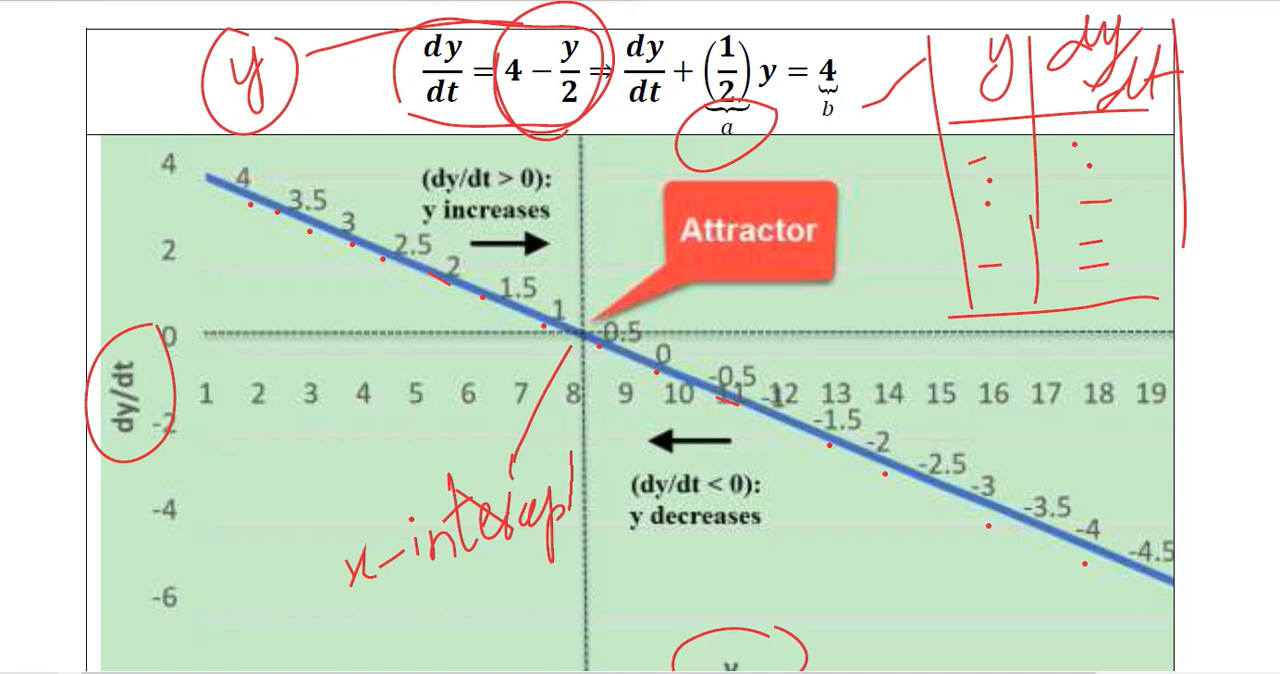 y dy/dt = 4 − y/2 ⇒ dy/dt + (1/2) y = 4 y dy/dt
a b
4
4
(dy/dt > 0):
3.5
y increases
3
Attractor
2
2.5
2
1.5
1
0
0.5
0
-0.5
1 2 3 4 5 6 7 8 9 10 11 12 13 14 15 16 17 18 19
-1
dy/dt
-2
-1.5
-2
-2.5
(dy/dt < 0):
-3
y decreases
-4
-3.5
-4
x-intercept
-4.5
-6
y